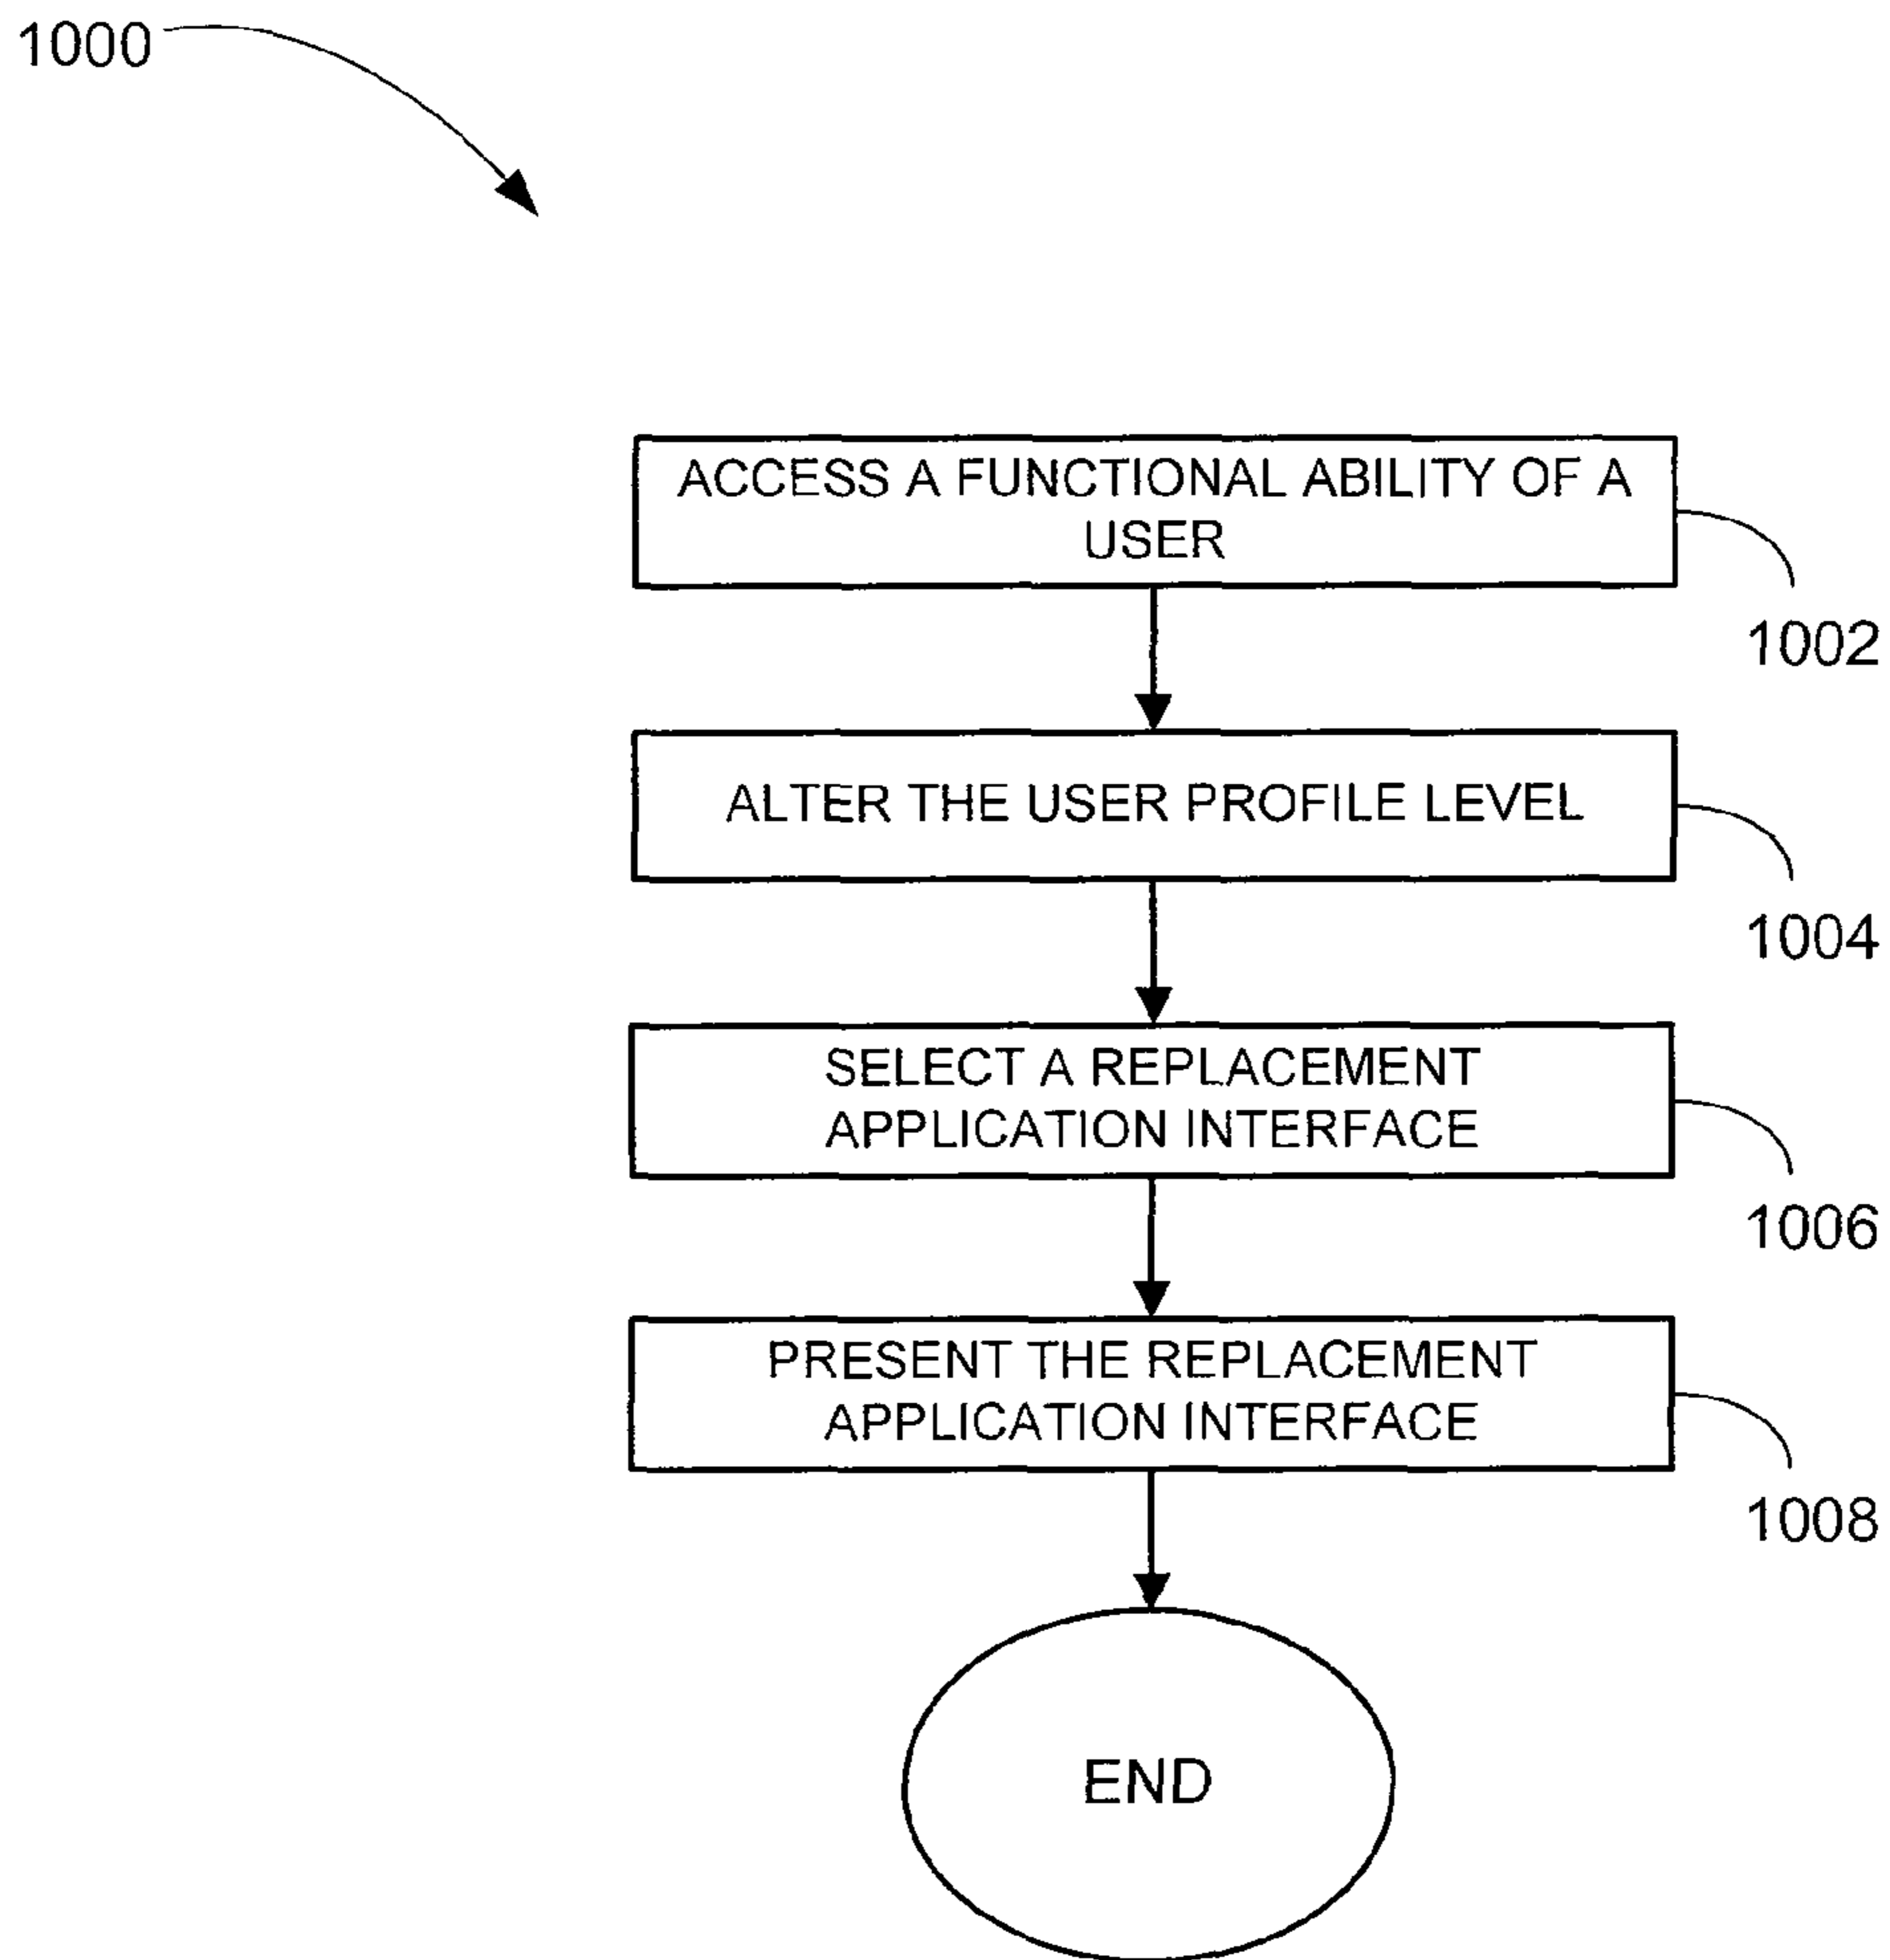 1000
ACCESS A FUNCTIONAL ABILITY OF A
USER
1002
ALTER THE USER PROFILE LEVEL
1004
SELECT A REPLACEMENT
APPLICATION INTERFACE
1006
PRESENT THE REPLACEMENT
APPLICATION INTERFACE
1008
END